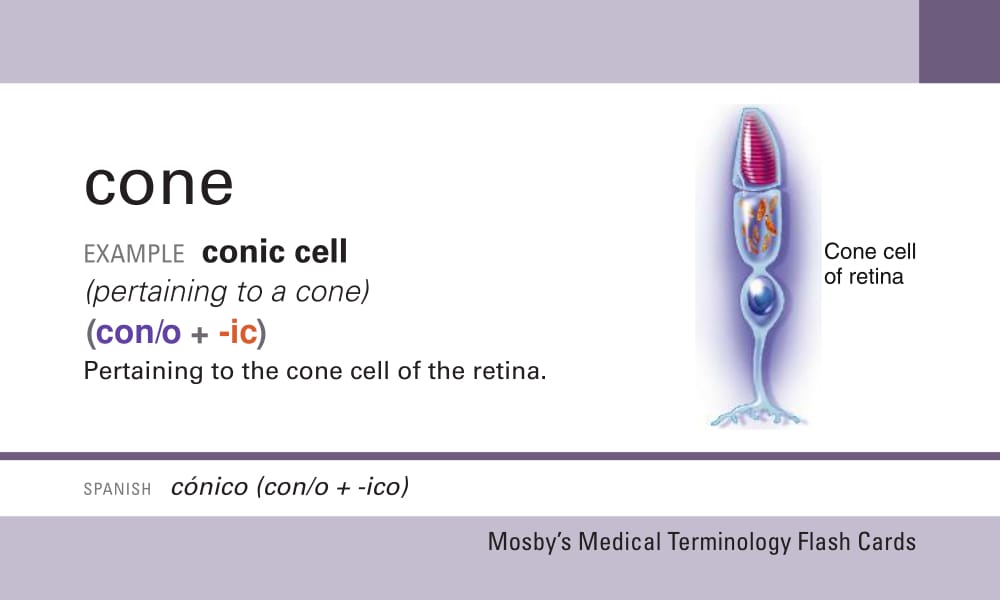 cone
EXAMPLE conic cell
(pertaining to a cone)
(con/o + -ic)
Pertaining to the cone cell of the retina.
Cone cell
of retina
SPANISH cónico (con/o + -ico)
Mosby's Medical Terminology Flash Cards